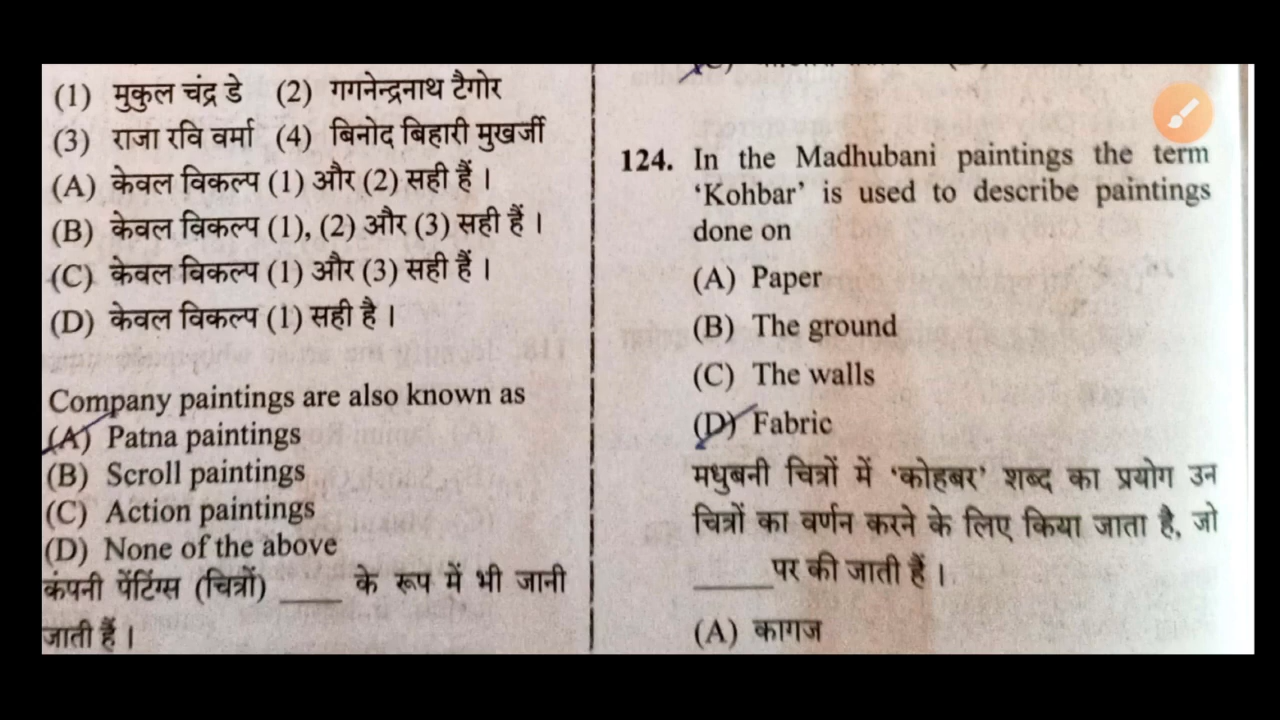 (1) मुकुल चंद्र डे (2) गगनेन्द्रनाथ टैगोर
(3) राजा रवि वर्मा (4) बिनोद बिहारी मुखर्जी
(A) केवल विकल्प (1) और (2) सही हैं ।
(B) केवल विकल्प (1), (2) और (3) सही हैं ।
(C) केवल विकल्प (1) और (3) सही हैं ।
(D) केवल विकल्प (1) सही है ।
Company paintings are also known as
(A) Patna paintings
(B) Scroll paintings
(C) Action paintings
(D) None of the above
कंपनी पेंटिंग्स (चित्रों) ____ के रूप में भी जानी
जाती हैं ।
124. In the Madhubani paintings the term
‘Kohbar’ is used to describe paintings
done on
(A) Paper
(B) The ground
(C) The walls
(D) Fabric
मधुबनी चित्रों में ‘कोहबर’ शब्द का प्रयोग उन
चित्रों का वर्णन करने के लिए किया जाता है, जो
_____ पर की जाती हैं ।
(A) कागज